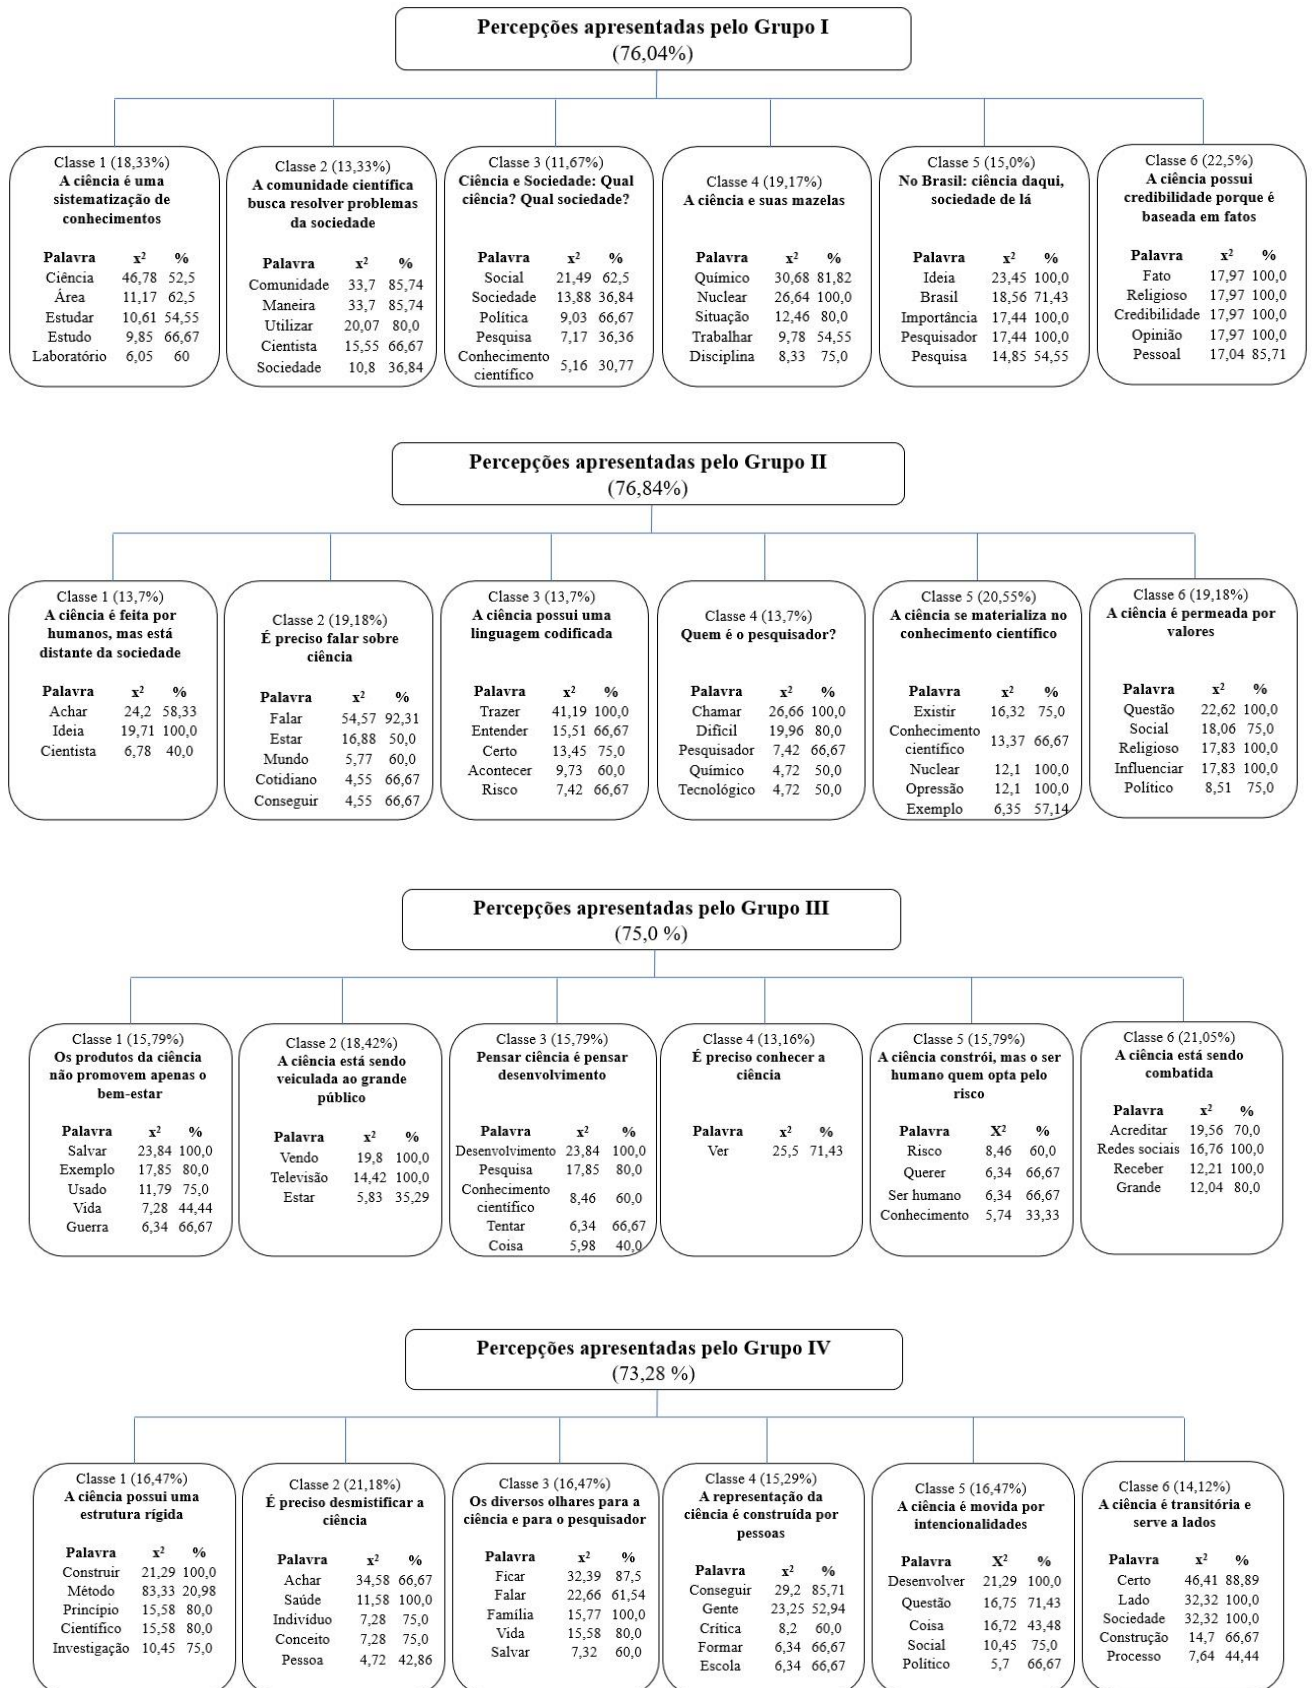 Percepções apresentadas pelo Grupo I
(76,04%)
Classe 1 (18,33%)
A ciência é uma
sistematização de
conhecimentos
Palavra x² %
Ciência 46,78 52,5
Área 11,17 62,5
Estudar 10,61 54,55
Estudo 9,85 66,67
Laboratório 6,05 60
Classe 2 (13,33%)
A comunidade científica
busca resolver problemas
da sociedade
Palavra x² %
Comunidade 33,7 85,74
Maneira 33,7 85,74
Utilizar 20,07 80,0
Cientista 15,55 66,67
Sociedade 10,8 36,84
Classe 3 (11,67%)
Ciência e Sociedade: Qual
ciência? Qual sociedade?
Palavra x² %
Social 21,49 62,5
Sociedade 13,88 36,84
Política 9,03 66,67
Pesquisa 7,17 36,36
Conhecimento
científico 5,16 30,77
Classe 4 (19,17%)
A ciência e suas mazelas
Palavra x² %
Químico 30,68 81,82
Nuclear 26,64 100,0
Situação 12,46 80,0
Trabalhar 9,78 54,55
Disciplina 8,33 75,0
Classe 5 (15,0%)
No Brasil: ciência daqui,
sociedade de lá
Palavra x² %
Ideia 23,45 100,0
Brasil 18,56 71,43
Importância 17,44 100,0
Pesquisador 17,44 100,0
Pesquisa 14,85 54,55
Classe 6 (22,5%)
A ciência possui
credibilidade porque é
baseada em fatos
Palavra x² %
Fato 17,97 100,0
Religioso 17,97 100,0
Credibilidade 17,97 100,0
Opinião 17,97 100,0
Pessoal 17,04 85,71
Percepções apresentadas pelo Grupo II
(76,84%)
Classe 1 (13,7%)
A ciência é feita por
humanos, mas está
distante da sociedade
Palavra x² %
Achar 24,2 58,33
Ideia 19,71 100,0
Cientista 6,78 40,0
Classe 2 (19,18%)
É preciso falar sobre
ciência
Palavra x² %
Falar 54,57 92,31
Estar 16,88 50,0
Mundo 5,77 60,0
Cotidiano 4,55 66,67
Conseguir 4,55 66,67
Classe 3 (13,7%)
A ciência possui uma
linguagem codificada
Palavra x² %
Trazer 41,19 100,0
Entender 15,51 66,67
Certo 13,45 75,0
Acontecer 9,73 60,0
Risco 7,42 66,67
Classe 4 (13,7%)
Quem é o pesquisador?
Palavra x² %
Chamar 26,66 100,0
Difícil 19,96 80,0
Pesquisador 7,42 66,67
Químico 4,72 50,0
Tecnológico 4,72 50,0
Classe 5 (20,55%)
A ciência se materializa no
conhecimento científico
Palavra x² %
Existir 16,32 75,0
Conhecimento
científico 13,37 66,67
Nuclear 12,1 100,0
Opressão 12,1 100,0
Exemplo 6,35 57,14
Classe 6 (19,18%)
A ciência é permeada por
valores
Palavra x² %
Questão 22,62 100,0
Social 18,06 75,0
Religioso 17,83 100,0
Influenciar 17,83 100,0
Político 8,51 75,0
Percepções apresentadas pelo Grupo III
(75,0 %)
Classe 1 (15,79%)
Os produtos da ciência
não promovem apenas o
bem-estar
Palavra x² %
Salvar 23,84 100,0
Exemplo 17,85 80,0
Usado 11,79 75,0
Vida 7,28 44,44
Guerra 6,34 66,67
Classe 2 (18,42%)
A ciência está sendo
veiculada ao grande
público
Palavra x² %
Vendo 19,8 100,0
Televisão 14,42 100,0
Estar 5,83 35,29
Classe 3 (15,79%)
Pensar ciência é pensar
desenvolvimento
Palavra x² %
Desenvolvimento 23,84 100,0
Pesquisa 17,85 80,0
Conhecimento
científico 8,46 60,0
Tentar 6,34 66,67
Coisa 5,98 40,0
Classe 4 (13,16%)
É preciso conhecer a
ciência
Palavra x² %
Ver 25,5 71,43
Classe 5 (15,79%)
A ciência constrói, mas o ser
humano quem opta pelo
risco
Palavra X² %
Risco 8,46 60,0
Querer 6,34 66,67
Ser humano 6,34 66,67
Conhecimento 5,74 33,33
Classe 6 (21,05%)
A ciência está sendo
combatida
Palavra x² %
Acreditar 19,56 70,0
Redes sociais 16,76 100,0
Receber 12,21 100,0
Grande 12,04 80,0
Percepções apresentadas pelo Grupo IV
(73,28 %)
Classe 1 (16,47%)
A ciência possui uma
estrutura rígida
Palavra x² %
Construir 21,29 100,0
Método 83,33 20,98
Princípio 15,58 80,0
Científico 15,58 80,0
Investigação 10,45 75,0
Classe 2 (21,18%)
É preciso desmistificar a
ciência
Palavra x² %
Achar 34,58 66,67
Saúde 11,58 100,0
Indivíduo 7,28 75,0
Conceito 7,28 75,0
Pessoa 4,72 42,86
Classe 3 (16,47%)
Os diversos olhares para a
ciência e para o pesquisador
Palavra x² %
Ficar 32,39 87,5
Falar 22,66 61,54
Família 15,77 100,0
Vida 15,58 80,0
Salvar 7,32 60,0
Classe 4 (15,29%)
A representação da
ciência é construída por
pessoas
Palavra x² %
Conseguir 29,2 85,71
Gente 23,25 52,94
Crítica 8,2 60,0
Formar 6,34 66,67
Escola 6,34 66,67
Classe 5 (16,47%)
A ciência é movida por
intencionalidades
Palavra X² %
Desenvolver 21,29 100,0
Questão 16,75 71,43
Coisa 16,72 43,48
Social 10,45 75,0
Político 5,7 66,67
Classe 6 (14,12%)
A ciência é transitória e
serve a lados
Palavra x² %
Certo 46,41 88,89
Lado 32,32 100,0
Sociedade 32,32 100,0
Construção 14,7 66,67
Processo 7,64 44,44